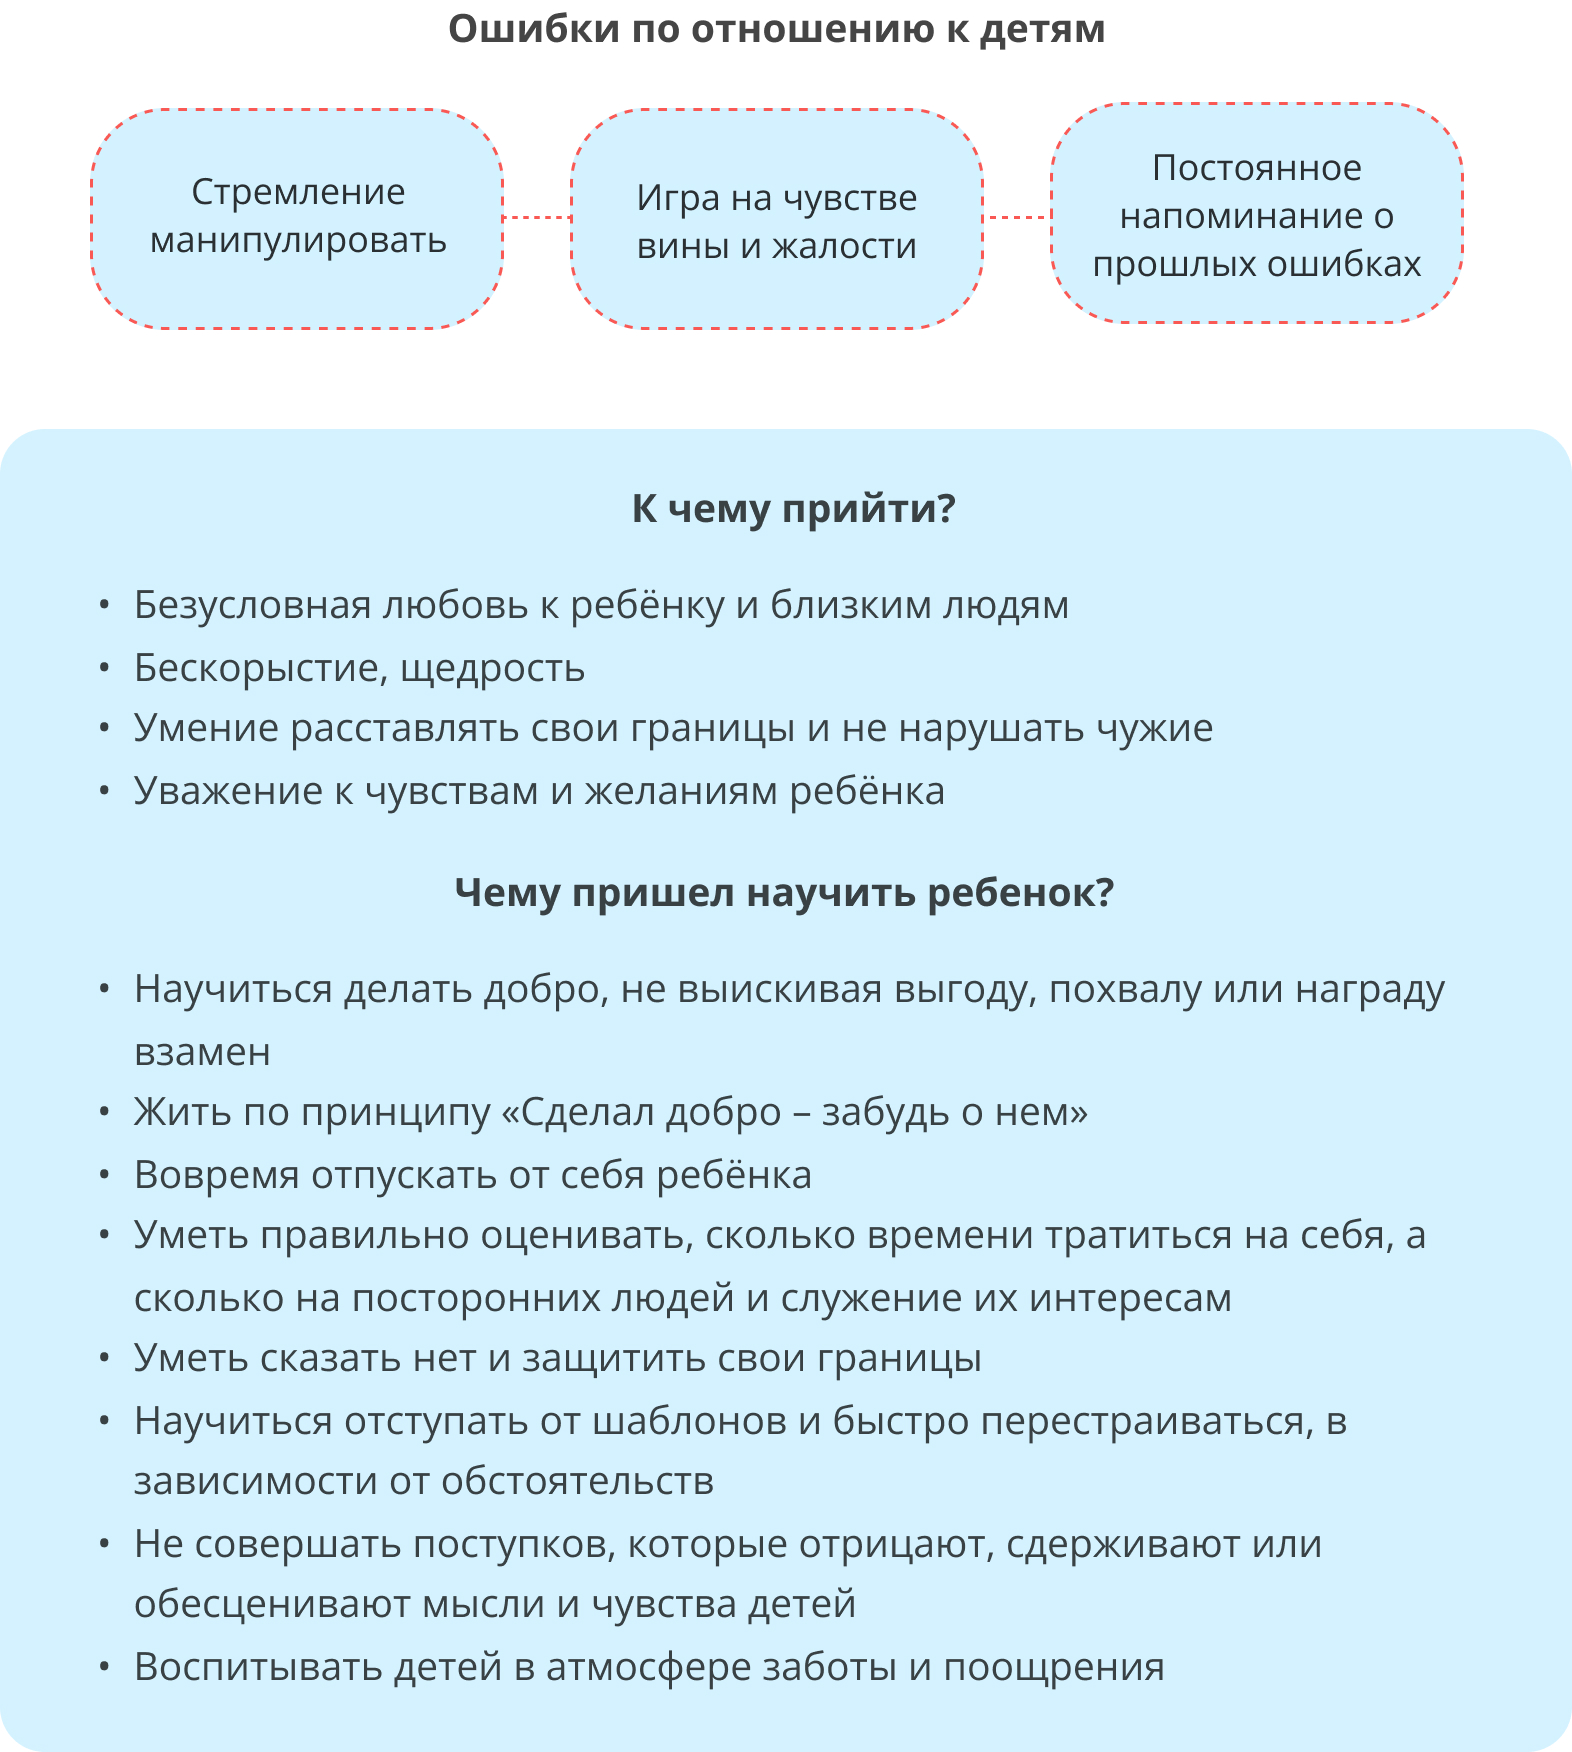 Ошибки по отношению к детям
Стремление
манипулировать
Игра на чувстве
вины и жалости
Постоянное
напоминание о
прошлых ошибках
К чему прийти?
• Безусловная любовь к ребёнку и близким людям
• Бескорыстие, щедрость
• Умение расставлять свои границы и не нарушать чужие
• Уважение к чувствам и желаниям ребёнка
Чему пришел научить ребенок?
• Научиться делать добро, не выискивая выгоду, похвалу или награду
взамен
• Жить по принципу «Сделал добро – забудь о нем»
• Вовремя отпускать от себя ребёнка
• Уметь правильно оценивать, сколько времени тратиться на себя, а
сколько на посторонних людей и служение их интересам
• Уметь сказать нет и защитить свои границы
• Научиться отступать от шаблонов и быстро перестраиваться, в
зависимости от обстоятельств
• Не совершать поступков, которые отрицают, сдерживают или
обесценивают мысли и чувства детей
• Воспитывать детей в атмосфере заботы и поощрения